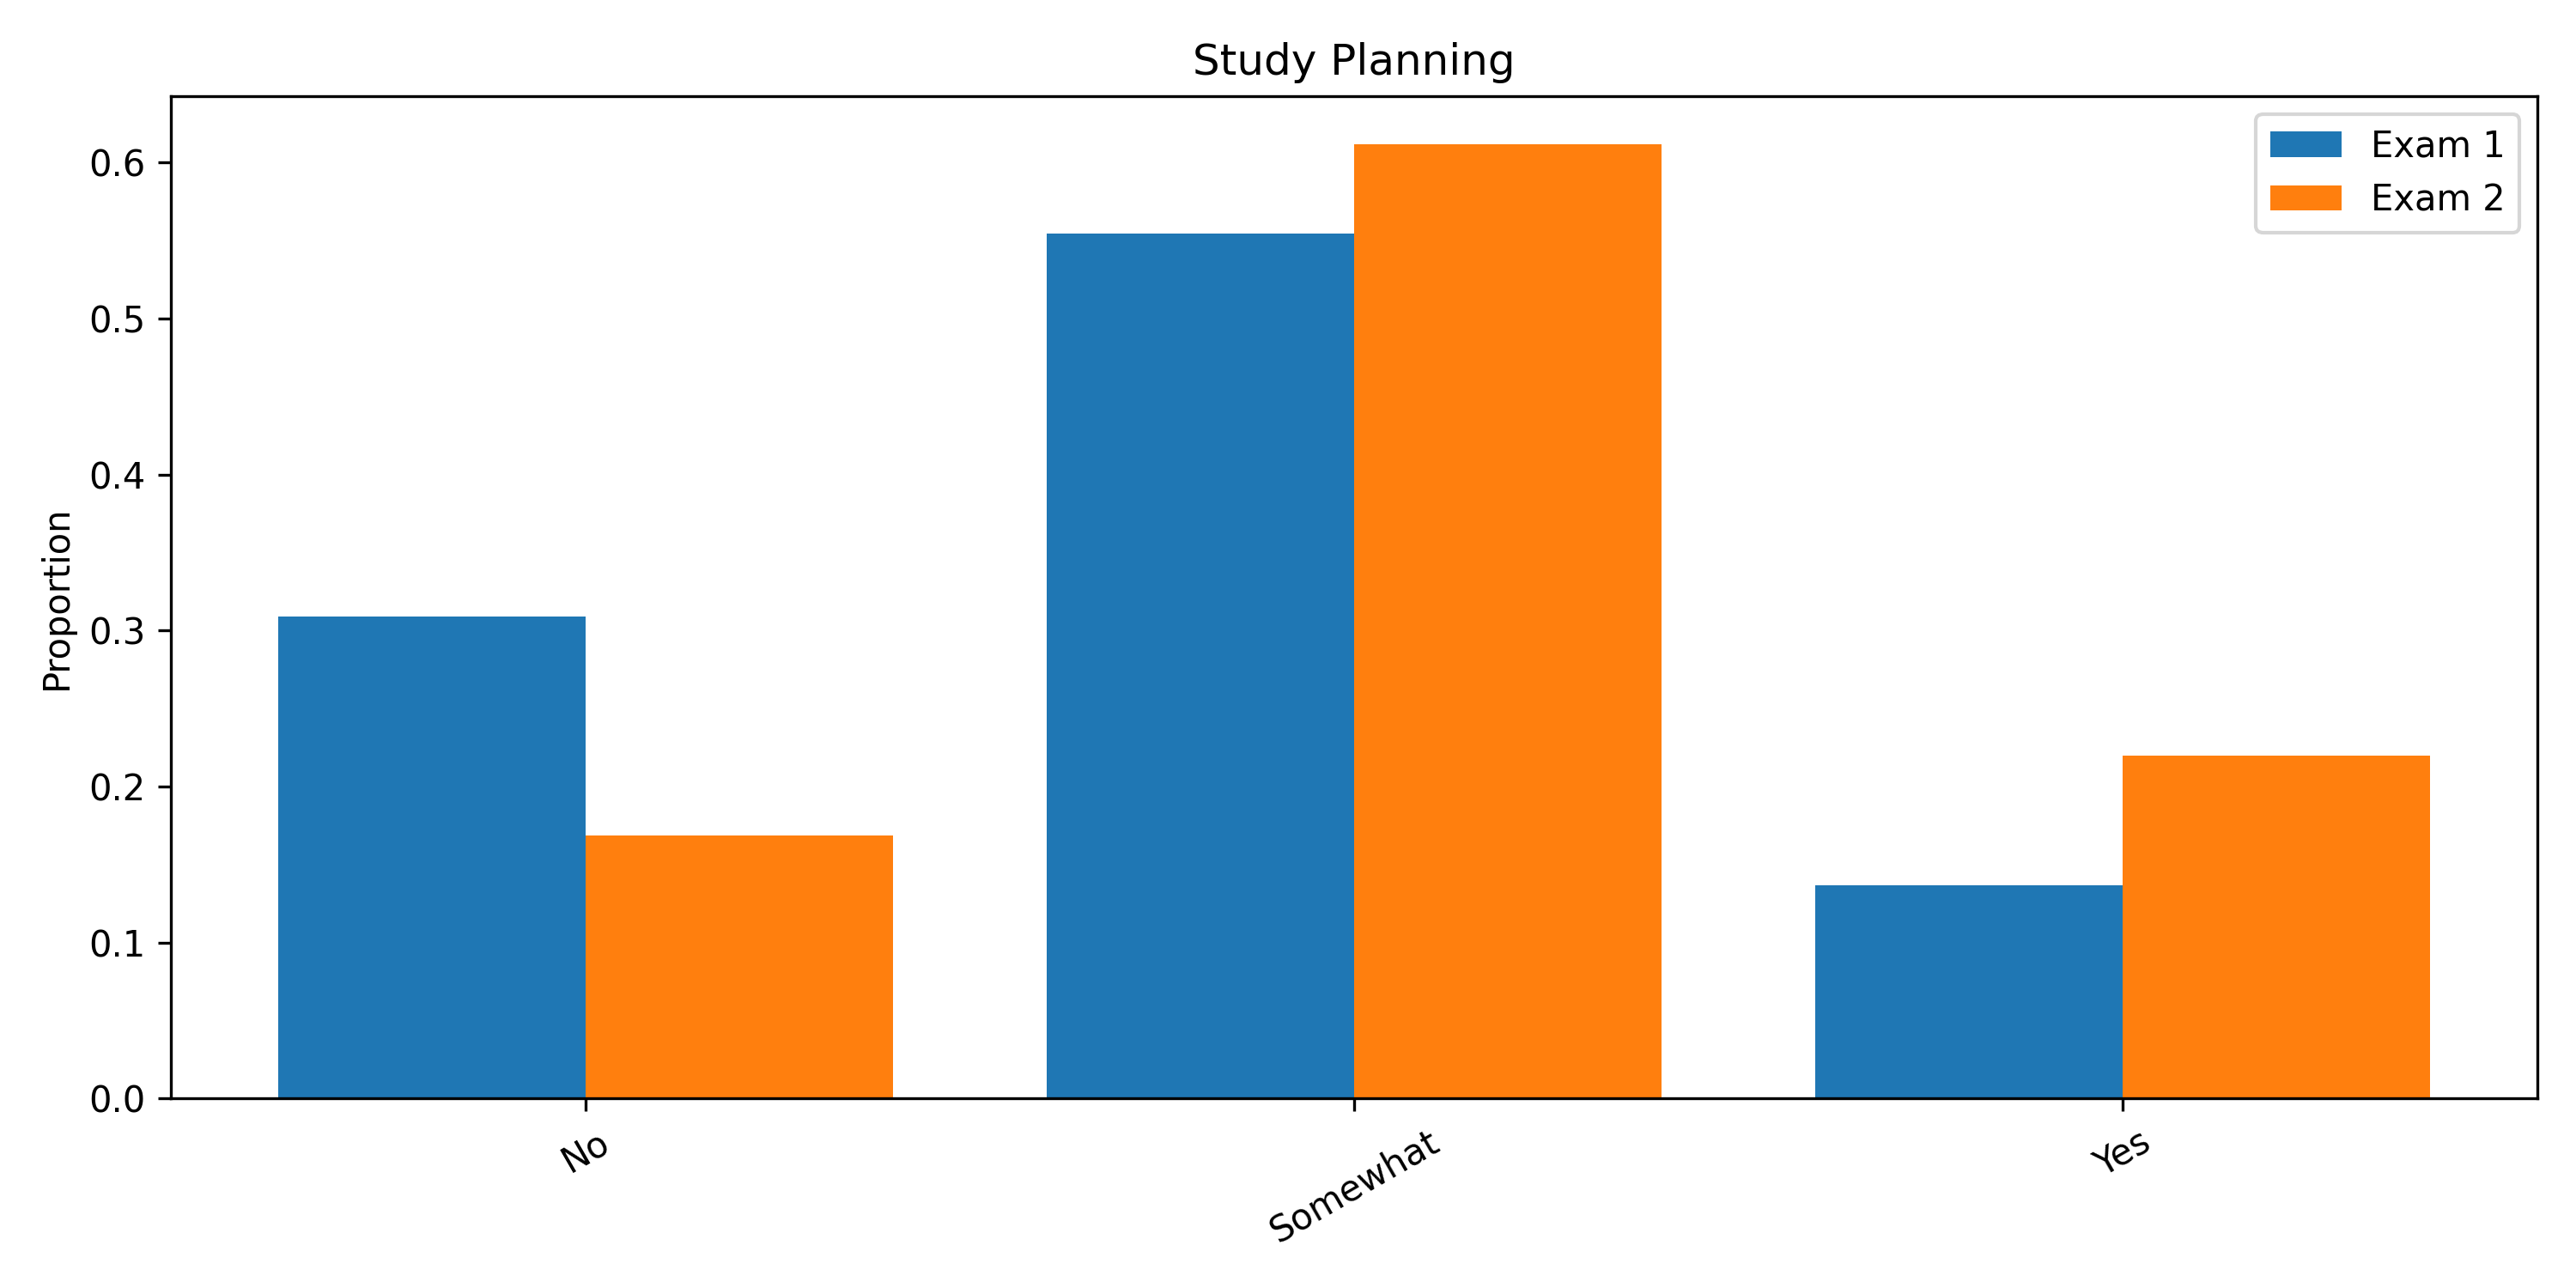 Study Planning
Exam 1
Exam 2
Proportion
0.6
0.5
0.4
0.3
0.2
0.1
0.0
No
Somewhat
Yes